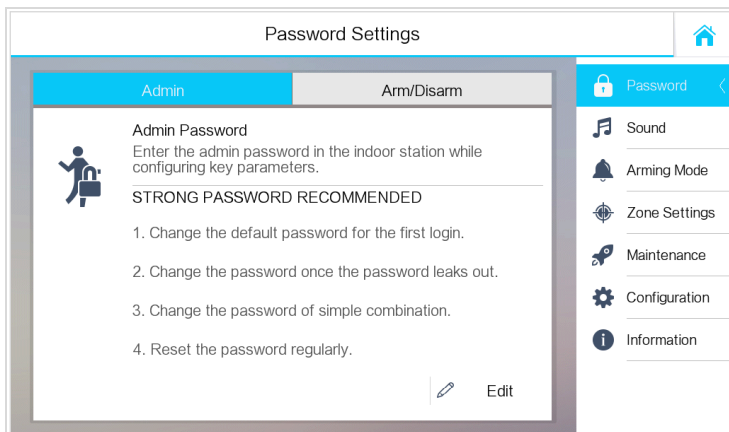 Password Settings
Admin
Arm/Disarm
Admin Password
Enter the admin password in the indoor station while
configuring key parameters.
STRONG PASSWORD RECOMMENDED
1. Change the default password for the first login.
2. Change the password once the password leaks out.
3. Change the password of simple combination.
4. Reset the password regularly.
Edit
Password
Sound
Arming Mode
Zone Settings
Maintenance
Configuration
Information